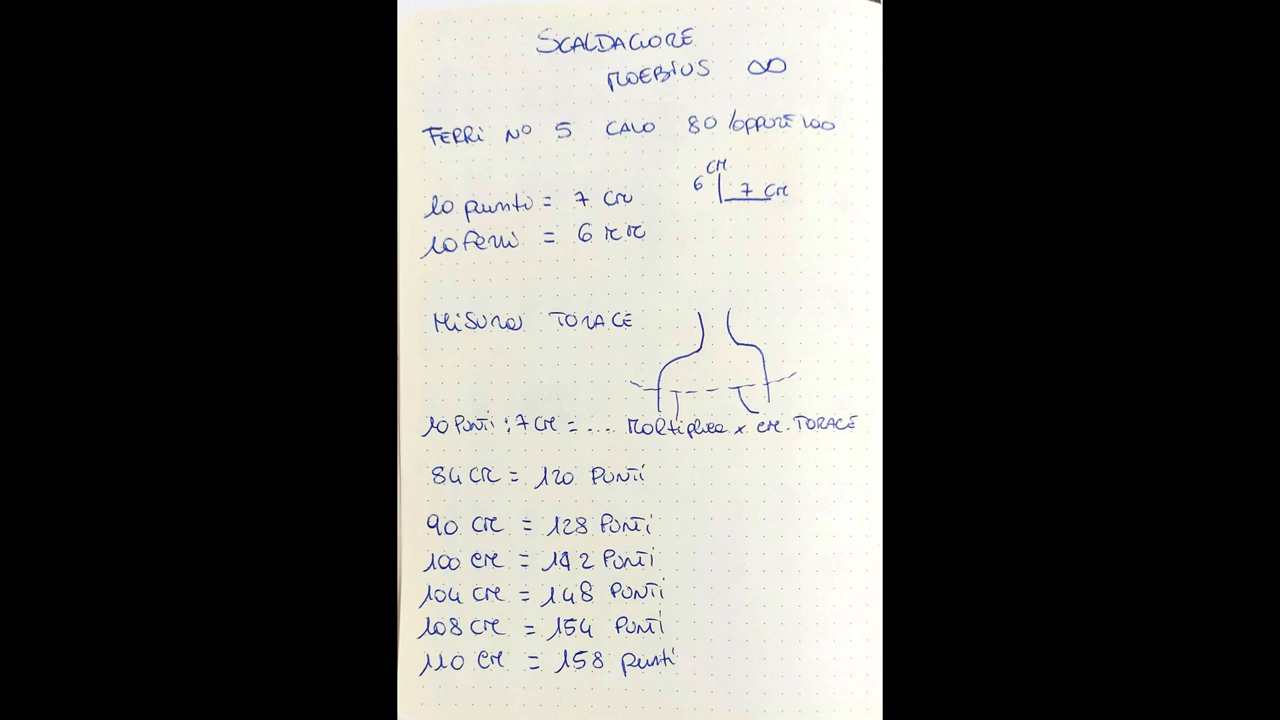 SCALDACUORE
MOEBIUS ∞
FERRI N° 5 CAVO 80 /OPPURE 100
10 punti = 7 cm
10 ferri = 6 cm
CM
6
7 CM
MISURA TORACE
10 PUNTI : 7 CM = ... Moltiplica x cm. TORACE
84 CM = 120 PUNTI
90 CM = 128 PUNTI
100 CM = 142 PUNTI
104 CM = 148 PUNTI
108 CM = 154 PUNTI
110 CM = 158 punti